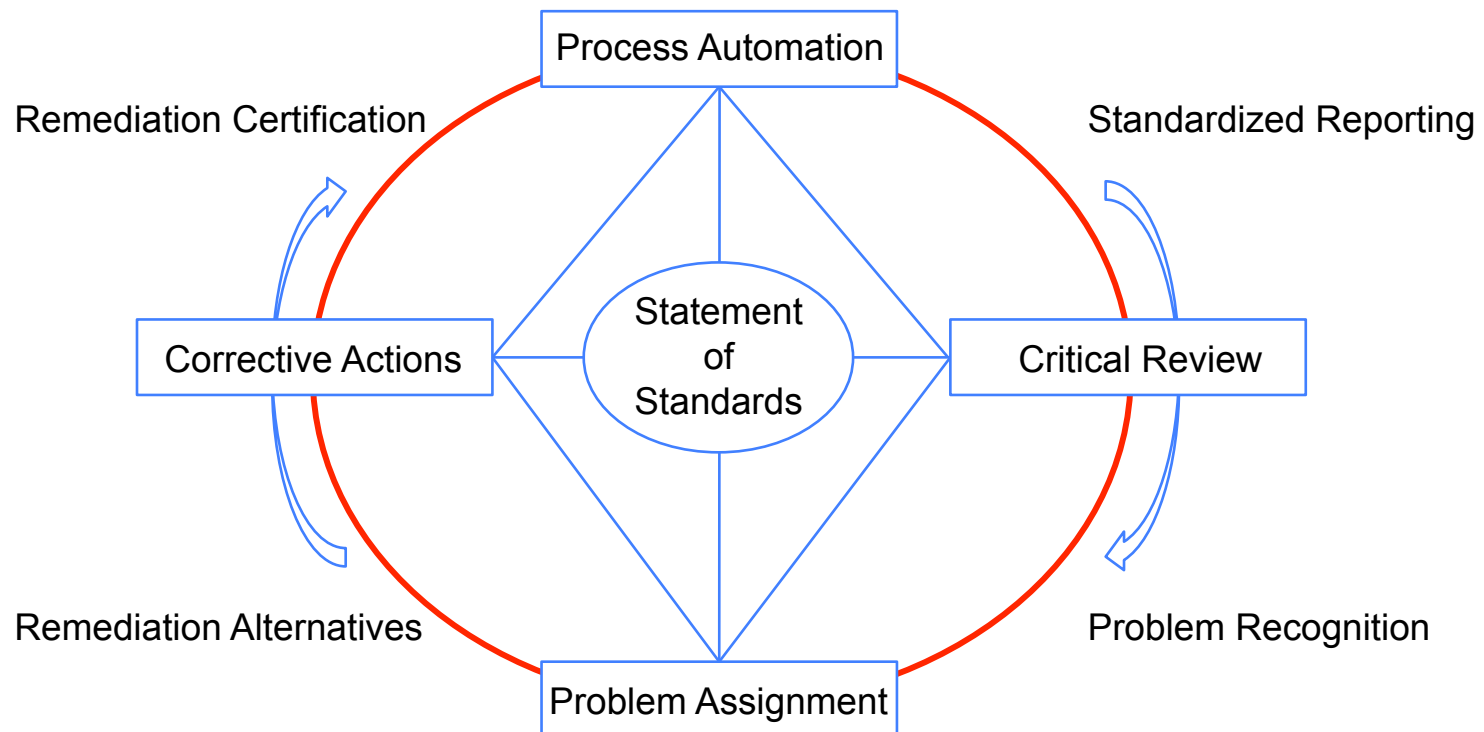 Process Automation
Remediation Certification
Standardized Reporting
Statement
of
Standards
Corrective Actions
Critical Review
Remediation Alternatives
Problem Recognition
Problem Assignment